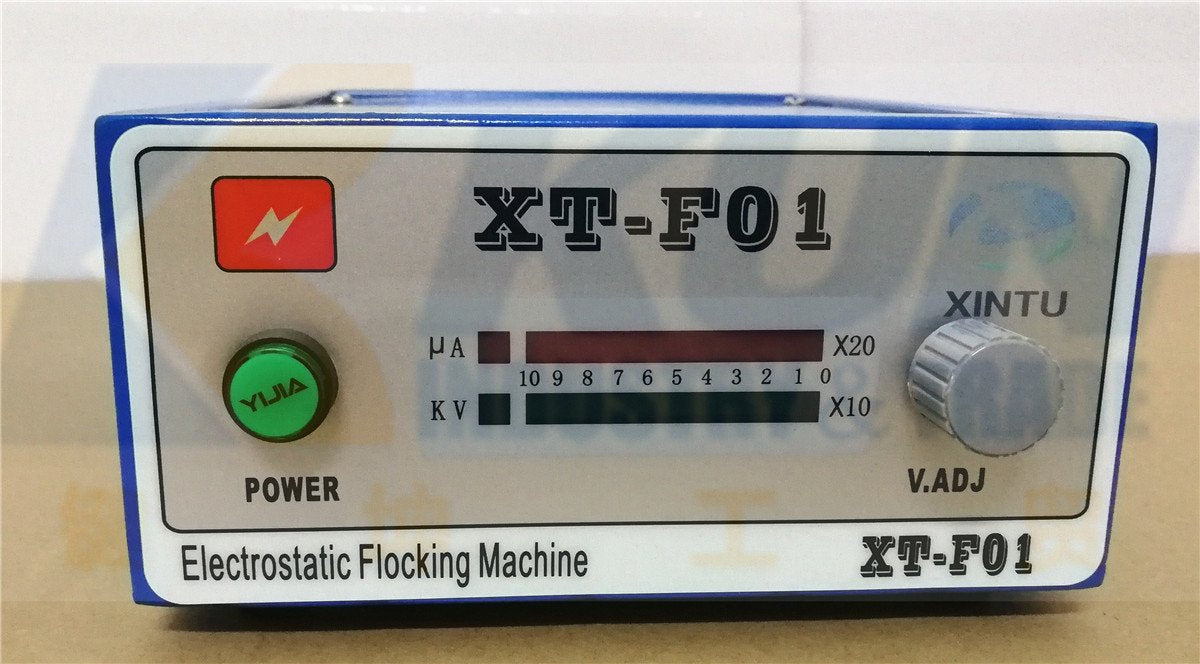 XT-F01
XINTU
μA X20
10 9 8 7 6 5 4 3 2 1 0
KV X10
YIJIA
POWER
V.ADJ
Electrostatic Flocking Machine
XT-F01